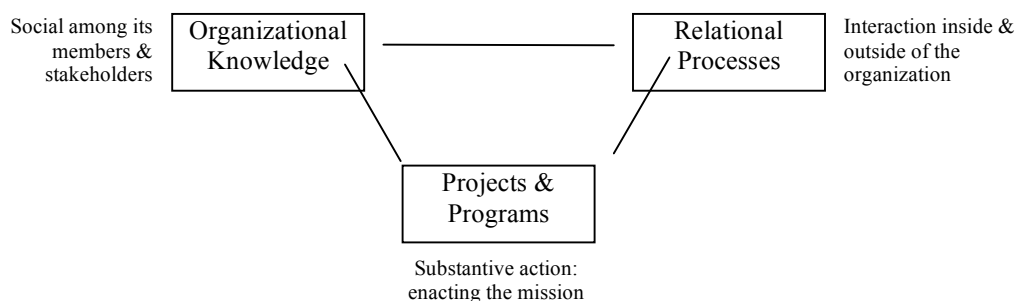 Social among its
members &
stakeholders
Organizational
Knowledge
Relational
Processes
Interaction inside &
outside of the
organization
Projects &
Programs
Substantive action:
enacting the mission